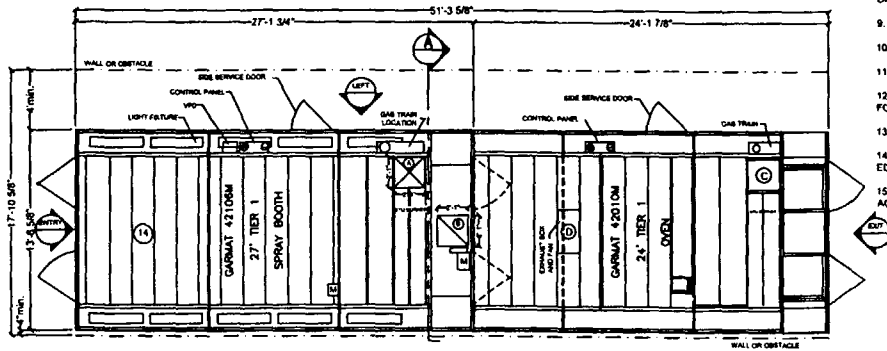 51'-3 5/8"
27'-1 3/4"
24'-1 7/8"
A
WALL OR OBSTACLE
SIDE SERVICE DOOR
CONTROL PANEL
VFD
LIGHT FIXTURE
LEFT
GAS TRAIN
LOCATION
SIDE SERVICE DOOR
CONTROL PANEL
GAS TRAIN
4' min.
17'-10 5/8"
13'-6 5/8"
4" min.
ENTRY
14
GARMAT 42106M
27' TIER 1
SPRAY BOOTH
M
A
B
M
EXHAUST BOX
AND FAN
D
GARMAT 42010M
24' TIER 1
OVEN
C
EXIT
WALL OR OBSTACLE
9.
10.
11.
12.
FO
13.
14.
15.